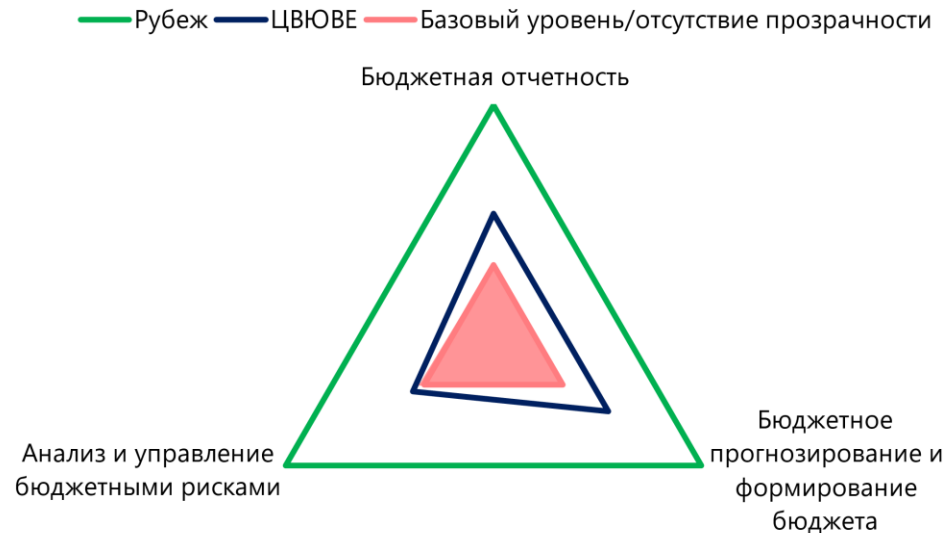 Рубеж ЦВЮВЕ Базовый уровень/отсутствие прозрачности
Бюджетная отчетность
Анализ и управление
бюджетными рисками
Бюджетное
прогнозирование и
формирование
бюджета